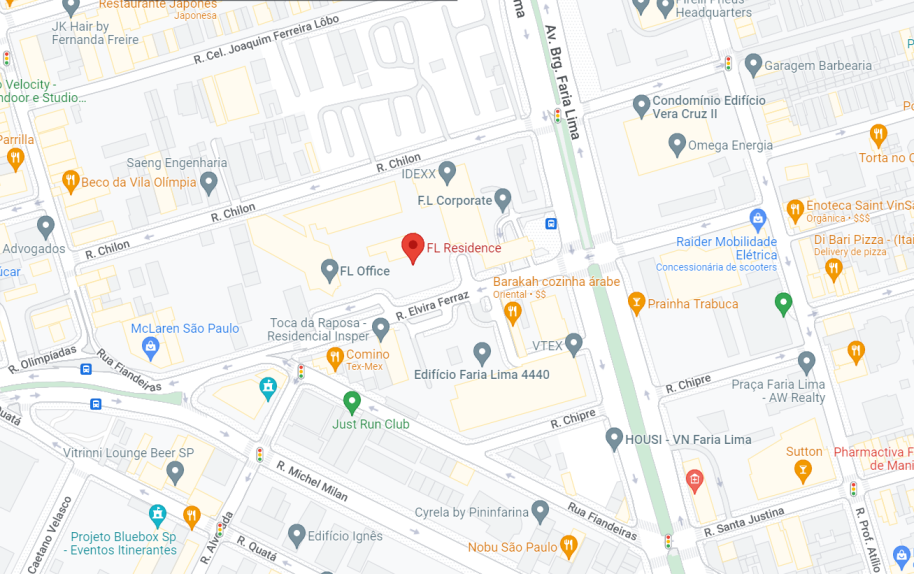 Restaurante Japonês
Japonesa
JK Hair by
Fernanda Freire
R. Cel. Joaquim Ferreira Lôbo
Av. Brg. Faria Lima
Pirelli Pneus
Headquarters
Garagem Barbearia
Velocity -
ndoor e Studio...
Parrilla
Saeng Engenharia
Beco da Vila Olímpia
R. Chilon
IDEXX
F.L Corporate
Condomínio Edifício
Vera Cruz II
Omega Energia
Torta no
Enoteca Saint VinSa
Orgânica • $$$
R. Chilon
R. Chilon
Advogados
FL Residence
FL Office
Raider Mobilidade
Elétrica
Concessionária de scooters
Di Bari Pizza - (Ita
Delivery de pizza
Barakah cozinha árabe
Oriental • $$
R. Elvira Ferraz
Prainha Trabuca
McLaren São Paulo
Toca da Raposa -
Residencial Insper
Comino
Tex-Mex
VTEX
Edifício Faria Lima 4440
R. Olimpíadas
Rua Fiandeiras
R. Chipre
Praça Faria Lima
- AW Realty
Just Run Club
R. Chipre
HOUSI - VN Faria Lima
Vitrinni Lounge Beer SP
R. Michel Milan
Sutton
Pharmactiva F
de Mani
Caetano Velasco
Projeto Bluebox Sp
- Eventos Itinerantes
R. Quatá
Edifício Ignês
Cyrela by Pininfarina
Rua Fiandeiras
Nobu São Paulo
R. Santa Justina
R. Prof. Atílio